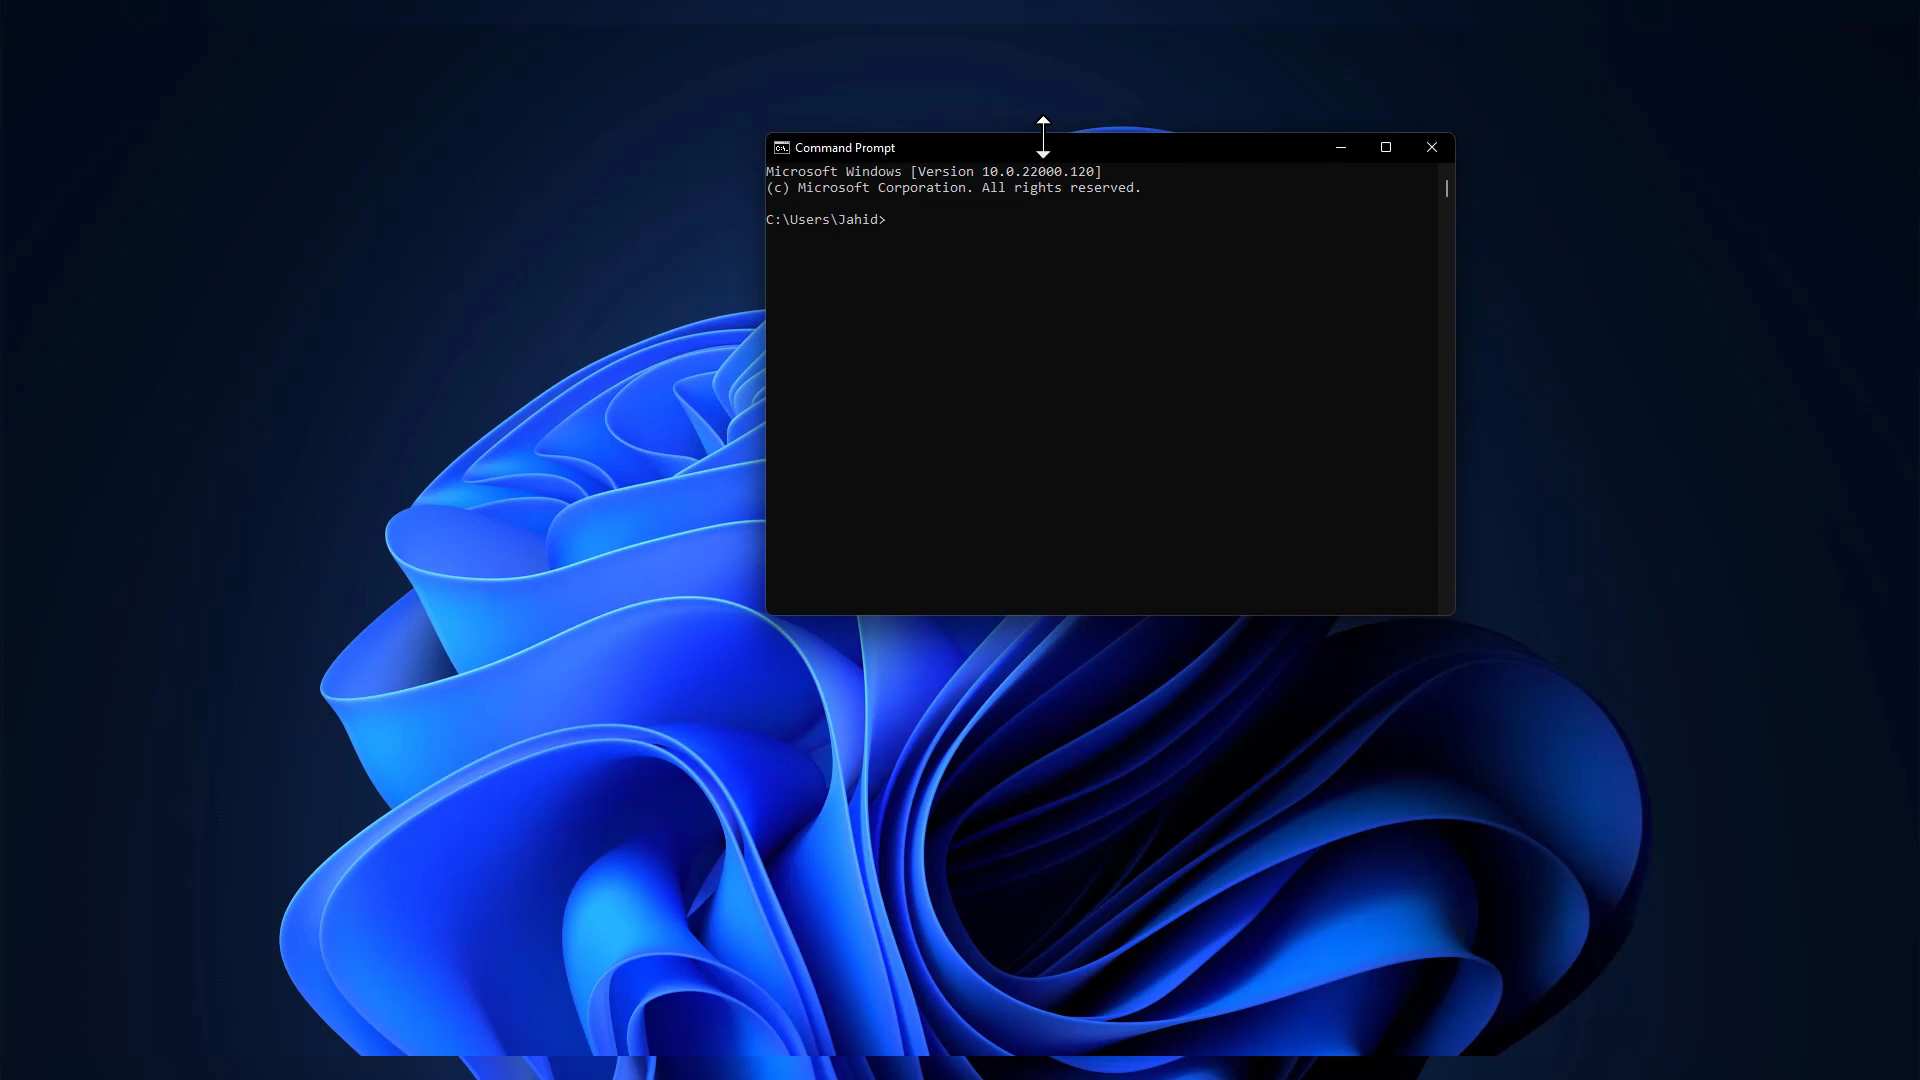 Command Prompt
Microsoft Windows [Version 10.0.22000.120]
(c) Microsoft Corporation. All rights reserved.
C:\Users\Jahid>